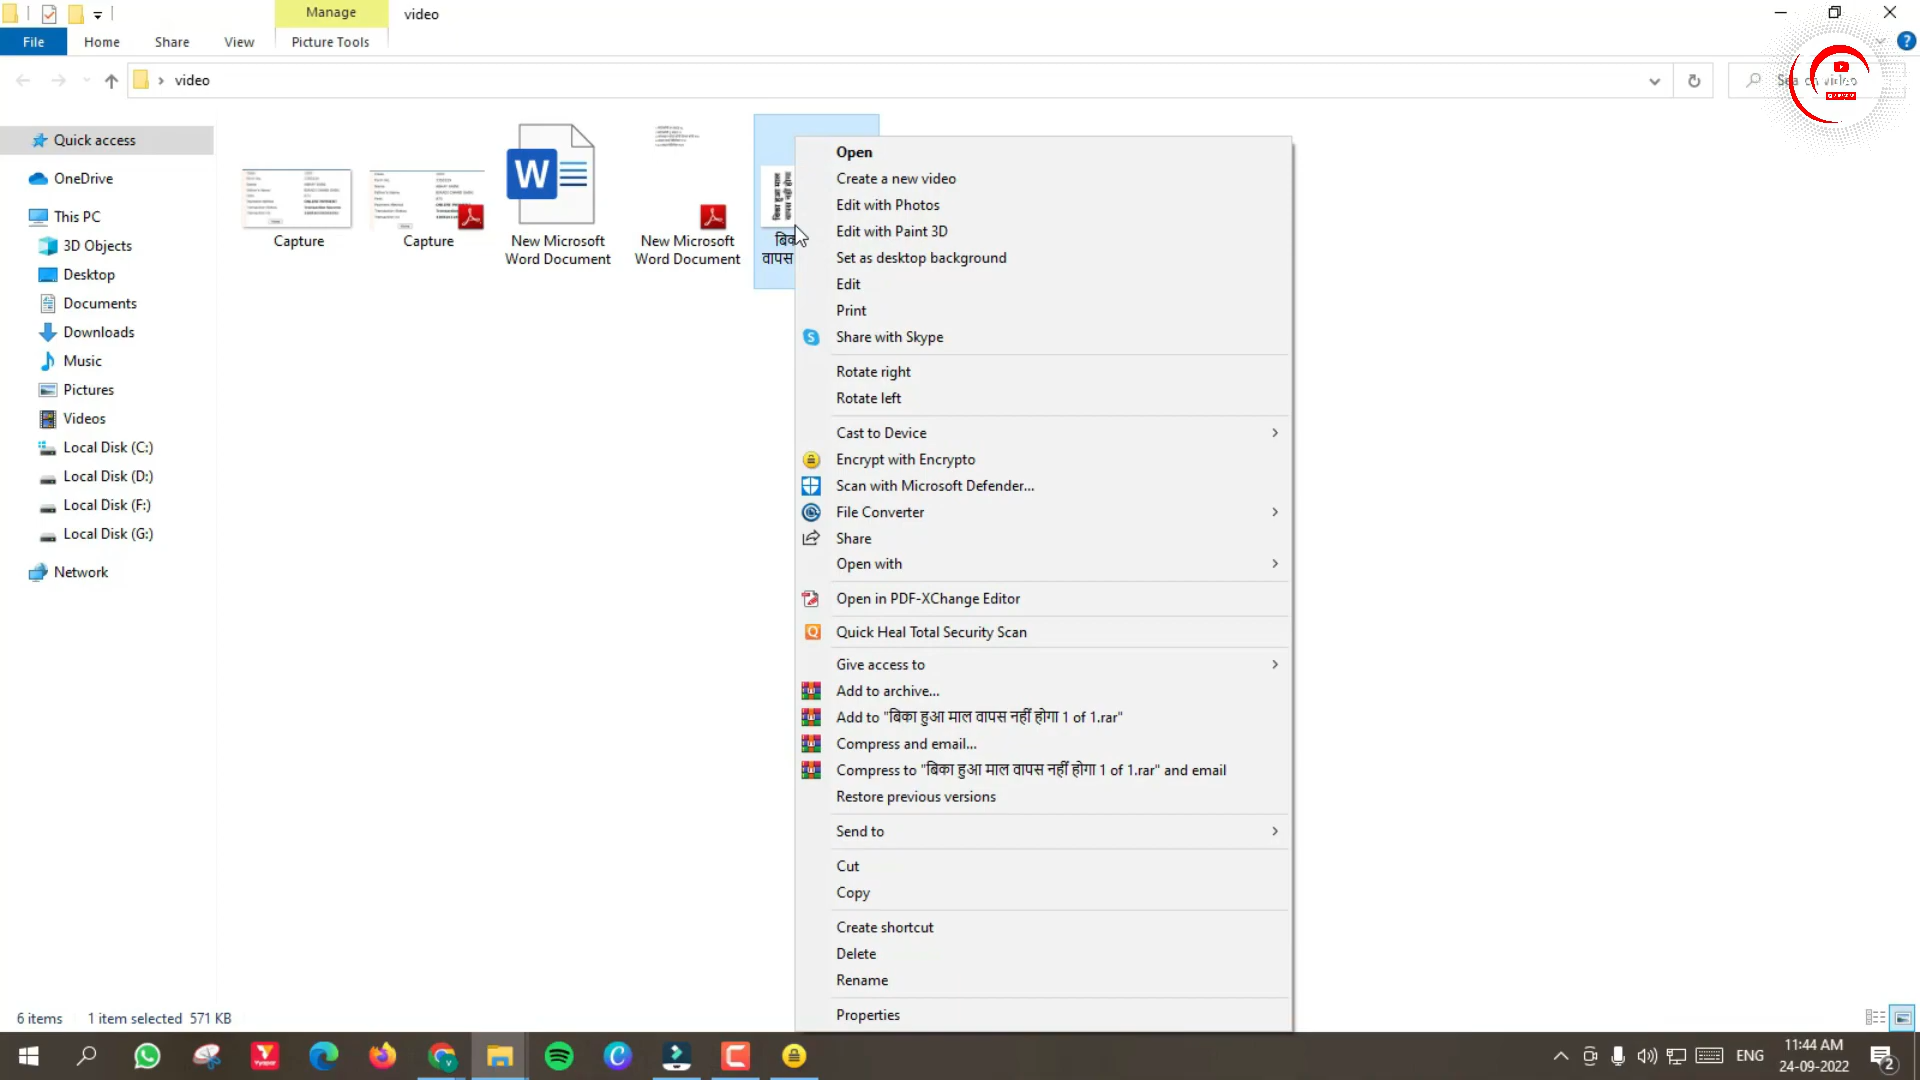 Manage
video
File
Home
Share
View
Picture Tools
video
Quick access
OneDrive
This PC
3D Objects
Desktop
Documents
Downloads
Music
Pictures
Videos
Local Disk (C:)
Local Disk (D:)
Local Disk (F:)
Local Disk (G:)
Network
Capture
Capture
New Microsoft
Word Document
New Microsoft
Word Document
बिका हुआ माल
वापस नहीं होगा
वापस
Open
Create a new video
Edit with Photos
Edit with Paint 3D
Set as desktop background
Edit
Print
Share with Skype
Rotate right
Rotate left
Cast to Device
Encrypt with Encrypto
Scan with Microsoft Defender...
File Converter
Share
Open with
Open in PDF-XChange Editor
Quick Heal Total Security Scan
Give access to
Add to archive...
Add to "बिका हुआ माल वापस नहीं होगा 1 of 1.rar"
Compress and email...
Compress to "बिका हुआ माल वापस नहीं होगा 1 of 1.rar" and email
Restore previous versions
Send to
Cut
Copy
Create shortcut
Delete
Rename
Properties
6 items
1 item selected 571 KB
ENG
11:44 AM
24-09-2022
2